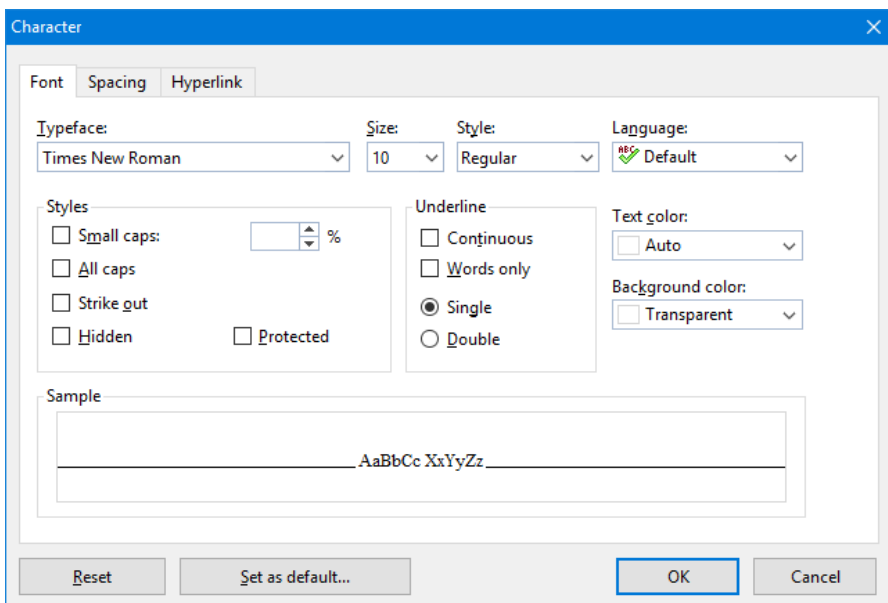 Character
Font Spacing Hyperlink
Typeface: Size: Style: Language:
Times New Roman 10 Regular ABC Default
Styles Underline
Text color:
Small caps: % Continuous
Auto
All caps Words only
Background color:
Strike out Single
Transparent
Hidden Protected Double
Sample
AaBbCc XxYyZz
Reset Set as default... OK Cancel